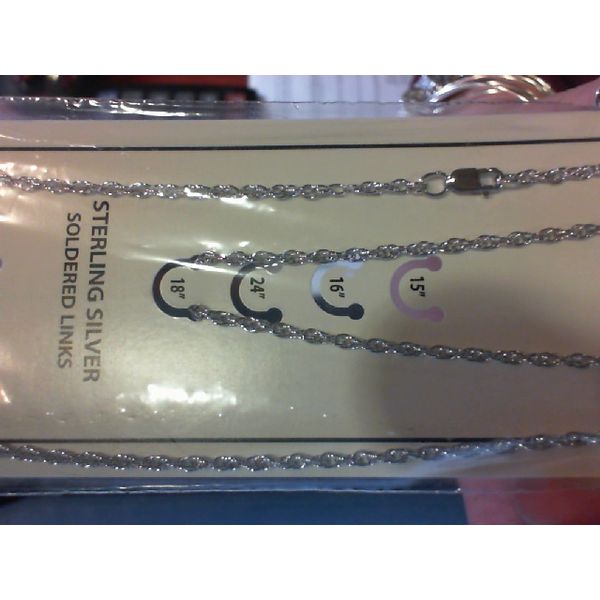 STERLING SILVER
SOLDERED LINKS
15"
16"
24"
18"